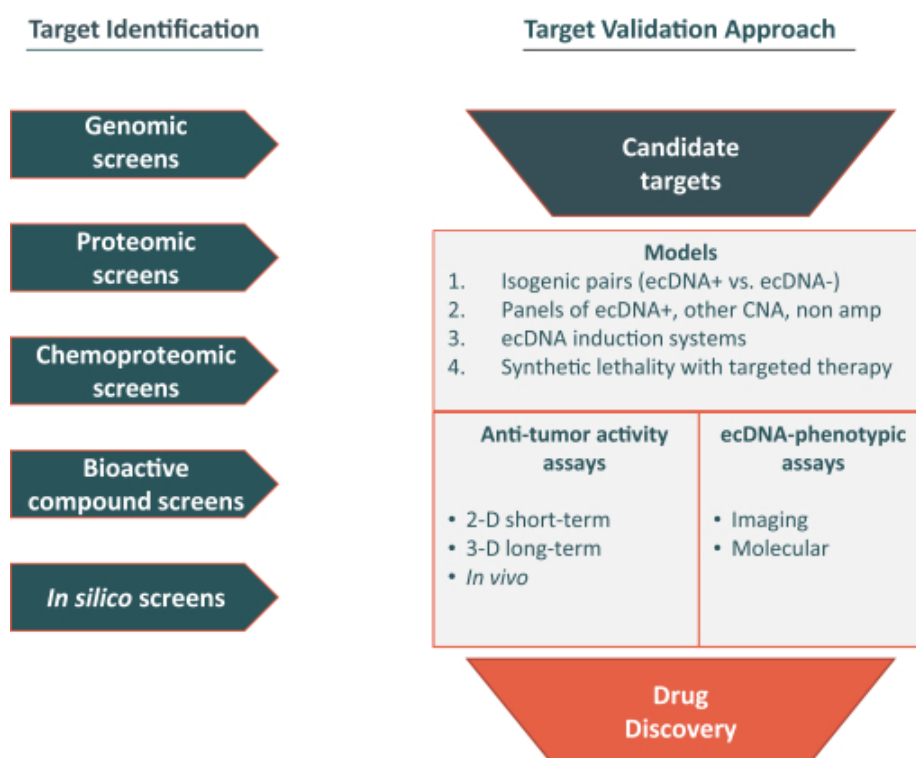 Target Identification
Genomic
screens
Proteomic
screens
Chemoproteomic
screens
Bioactive
compound screens
In silico screens
Target Validation Approach
Candidate
targets
Models
1. Isogenic pairs (ecDNA+ vs. ecDNA-)
2. Panels of ecDNA+, other CNA, non amp
3. ecDNA induction systems
4. Synthetic lethality with targeted therapy
Anti-tumor activity
assays
• 2-D short-term
• 3-D long-term
• In vivo
ecDNA-phenotypic
assays
• Imaging
• Molecular
Drug
Discovery